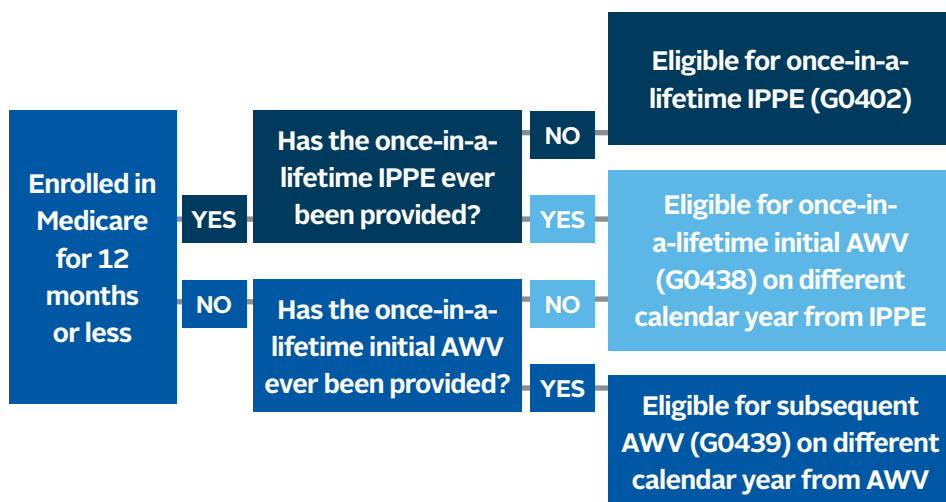 Enrolled in
Medicare
for 12
months
or less
YES
Has the once-in-a-
lifetime IPPE ever
been provided?
NO
Eligible for once-in-a-
lifetime IPPE (G0402)
YES
Eligible for once-in-
a-lifetime initial AWV
(G0438) on different
calendar year from IPPE
NO
Has the once-in-a-
lifetime initial AWV
ever been provided?
NO
YES
Eligible for subsequent
AWV (G0439) on different
calendar year from AWV